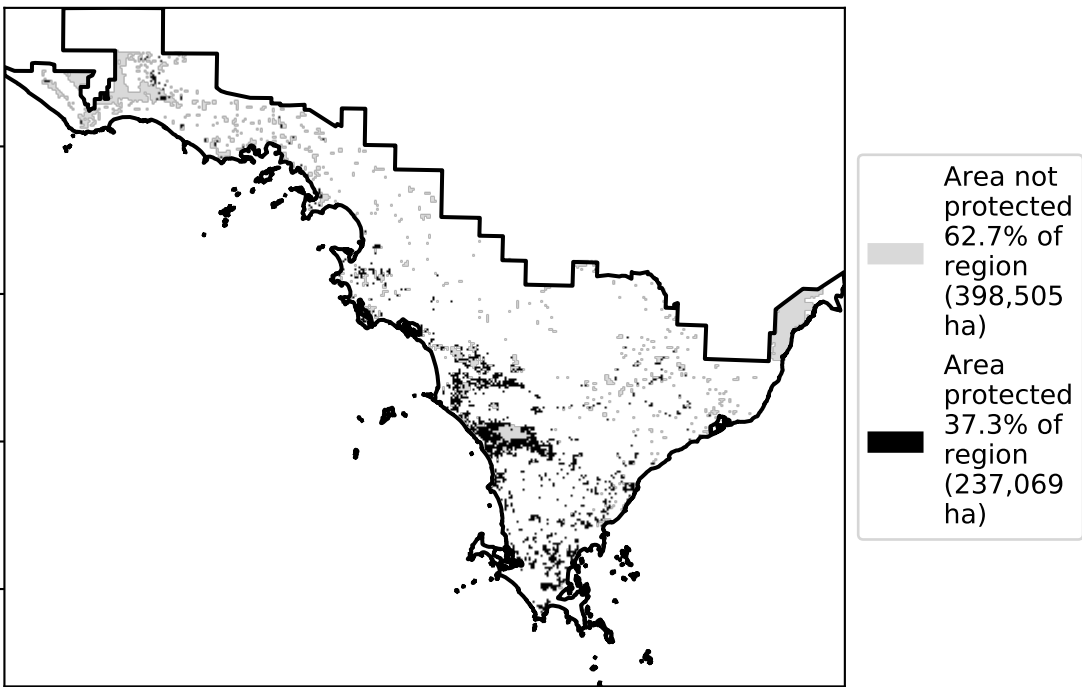 Area not
protected
62.7% of
region
(398,505
ha)
Area
protected
37.3% of
region
(237,069
ha)